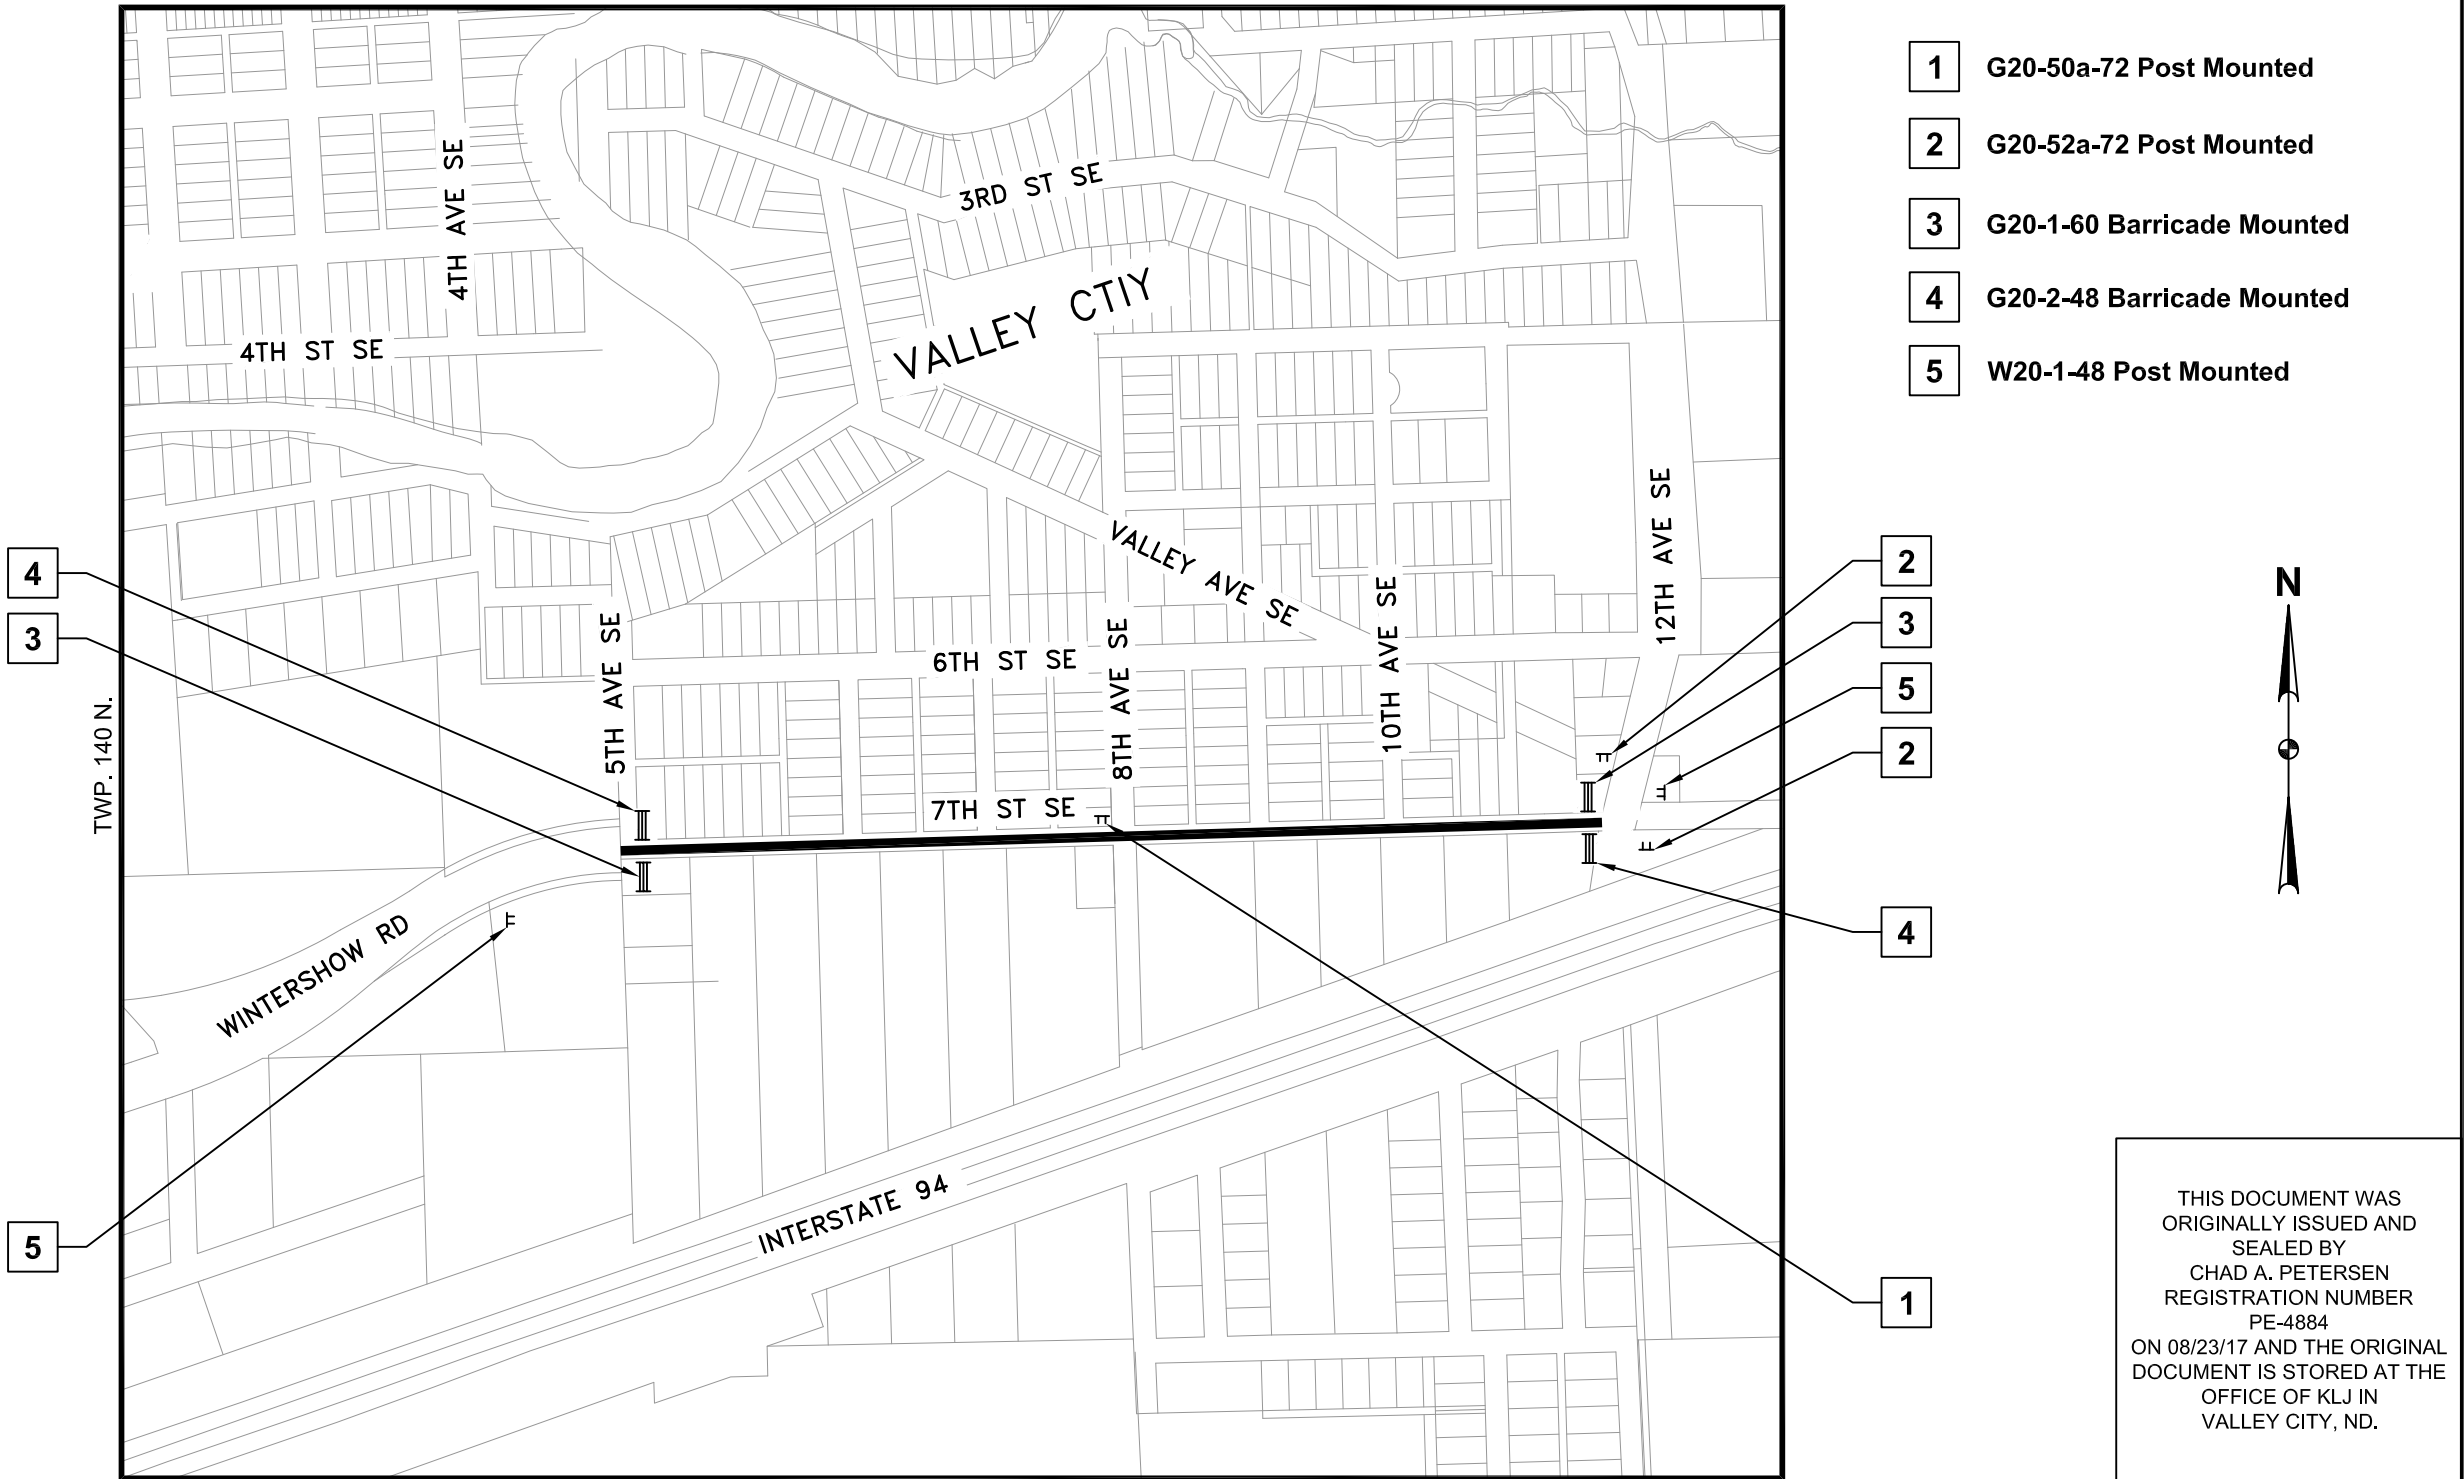 1 G20-50a-72 Post Mounted
2 G20-52a-72 Post Mounted
3 G20-1-60 Barricade Mounted
4 G20-2-48 Barricade Mounted
5 W20-1-48 Post Mounted
4TH AVE SE
3RD ST SE
VALLEY CTIY
4TH ST SE
12TH AVE SE
VALLEY AVE SE
10TH AVE SE
5TH AVE SE
6TH ST SE
8TH AVE SE
7TH ST SE
WINTERSHOW RD
INTERSTATE 94
TWP. 140 N.
4
3
5
2
3
5
2
4
1
N
THIS DOCUMENT WAS
ORIGINALLY ISSUED AND
SEALED BY
CHAD A. PETERSEN
REGISTRATION NUMBER
PE-4884
ON 08/23/17 AND THE ORIGINAL
DOCUMENT IS STORED AT THE
OFFICE OF KLJ IN
VALLEY CITY, ND.